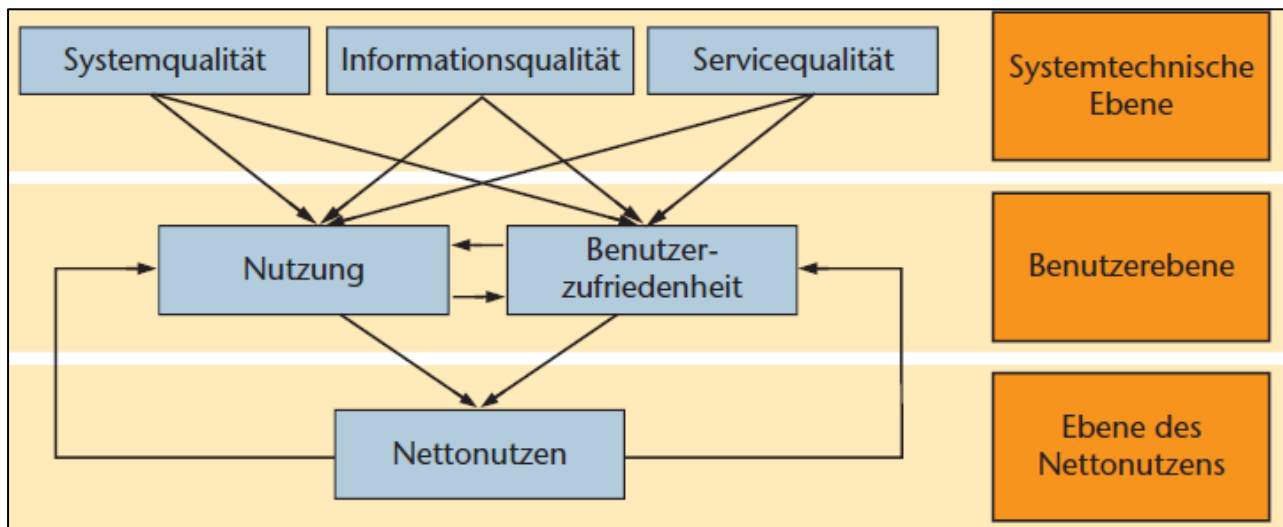 Systemqualität
Informationsqualität
Servicequalität
Systemtechnische
Ebene
Nutzung
Benutzer-
zufriedenheit
Benutzerebene
Nettonutzen
Ebene des
Nettonutzens